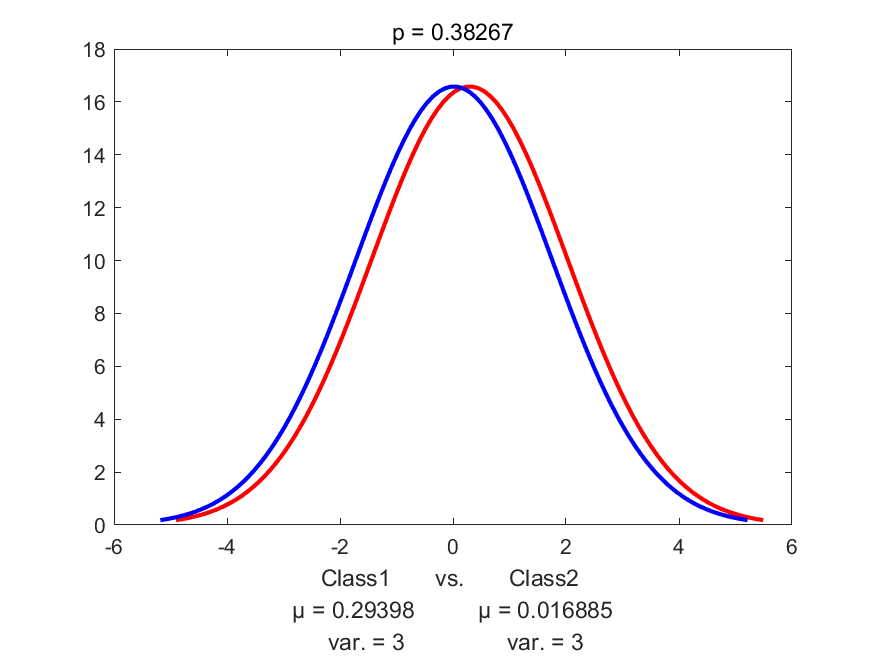 p = 0.38267
18
16
14
12
10
8
6
4
2
0
-6 -4 -2 0 2 4 6
Class1 vs. Class2
μ = 0.29398 μ = 0.016885
var. = 3 var. = 3